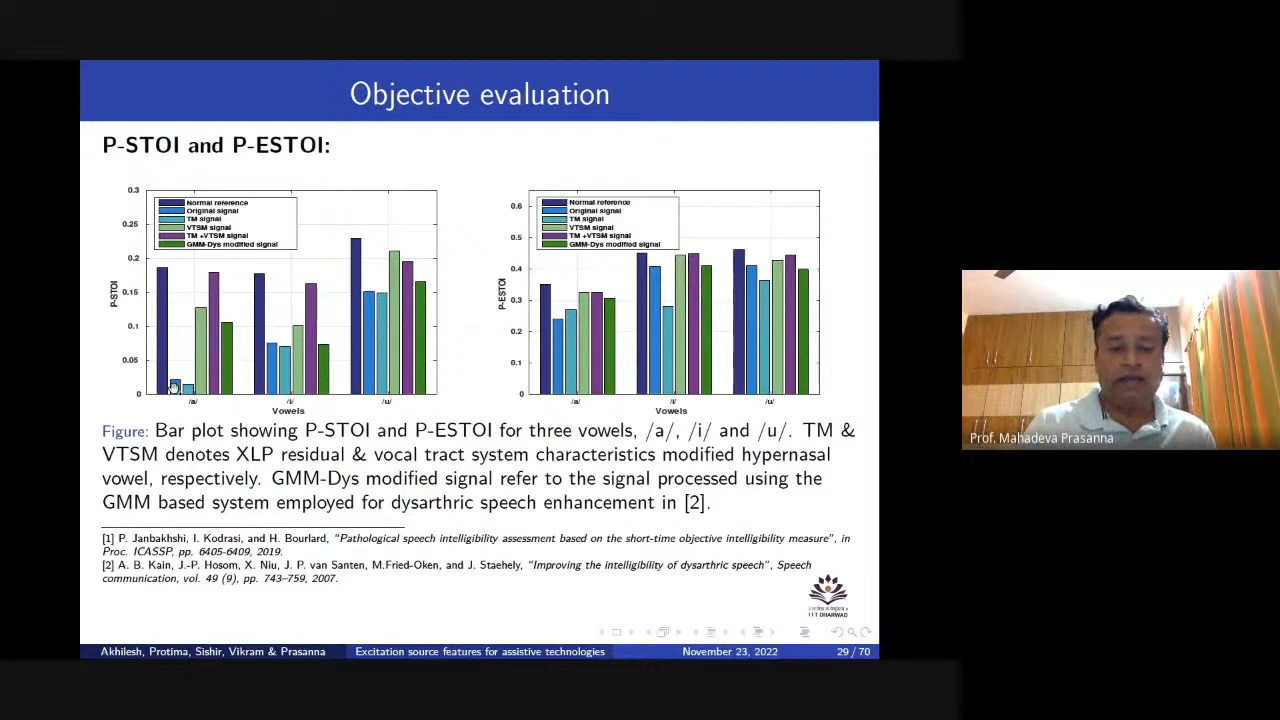 Objective evaluation
P-STOI and P-ESTOI:
0.3
0.25
0.2
0.15
0.1
0.05
0
P-STOI
Normal reference
Original signal
TM signal
VTSM signal
TM +VTSM signal
GMM-Dys modified signal
/a/ /i/ /u/
Vowels
0.6
0.5
0.4
0.3
0.2
0.1
0
P-ESTOI
Normal reference
Original signal
TM signal
VTSM signal
TM +VTSM signal
GMM-Dys modified signal
/a/ /i/ /u/
Vowels
Figure: Bar plot showing P-STOI and P-ESTOI for three vowels, /a/, /i/ and /u/. TM &
VTSM denotes XLP residual & vocal tract system characteristics modified hypernasal
vowel, respectively. GMM-Dys modified signal refer to the signal processed using the
GMM based system employed for dysarthric speech enhancement in [2].
[1] P. Janbakhshi, I. Kodrasi, and H. Bourlard, "Pathological speech intelligibility assessment based on the short-time objective intelligibility measure", in
Proc. ICASSP, pp. 6405-6409, 2019.
[2] A. B. Kain, J.-P. Hosom, X. Niu, J. P. van Santen, M.Fried-Oken, and J. Staehely, "Improving the intelligibility of dysarthric speech", Speech
communication, vol. 49 (9), pp. 743–759, 2007.
IIT DHARWAD
Akhilesh, Protima, Sishir, Vikram & Prasanna Excitation source features for assistive technologies November 23, 2022 29 / 70
Prof. Mahadeva Prasanna